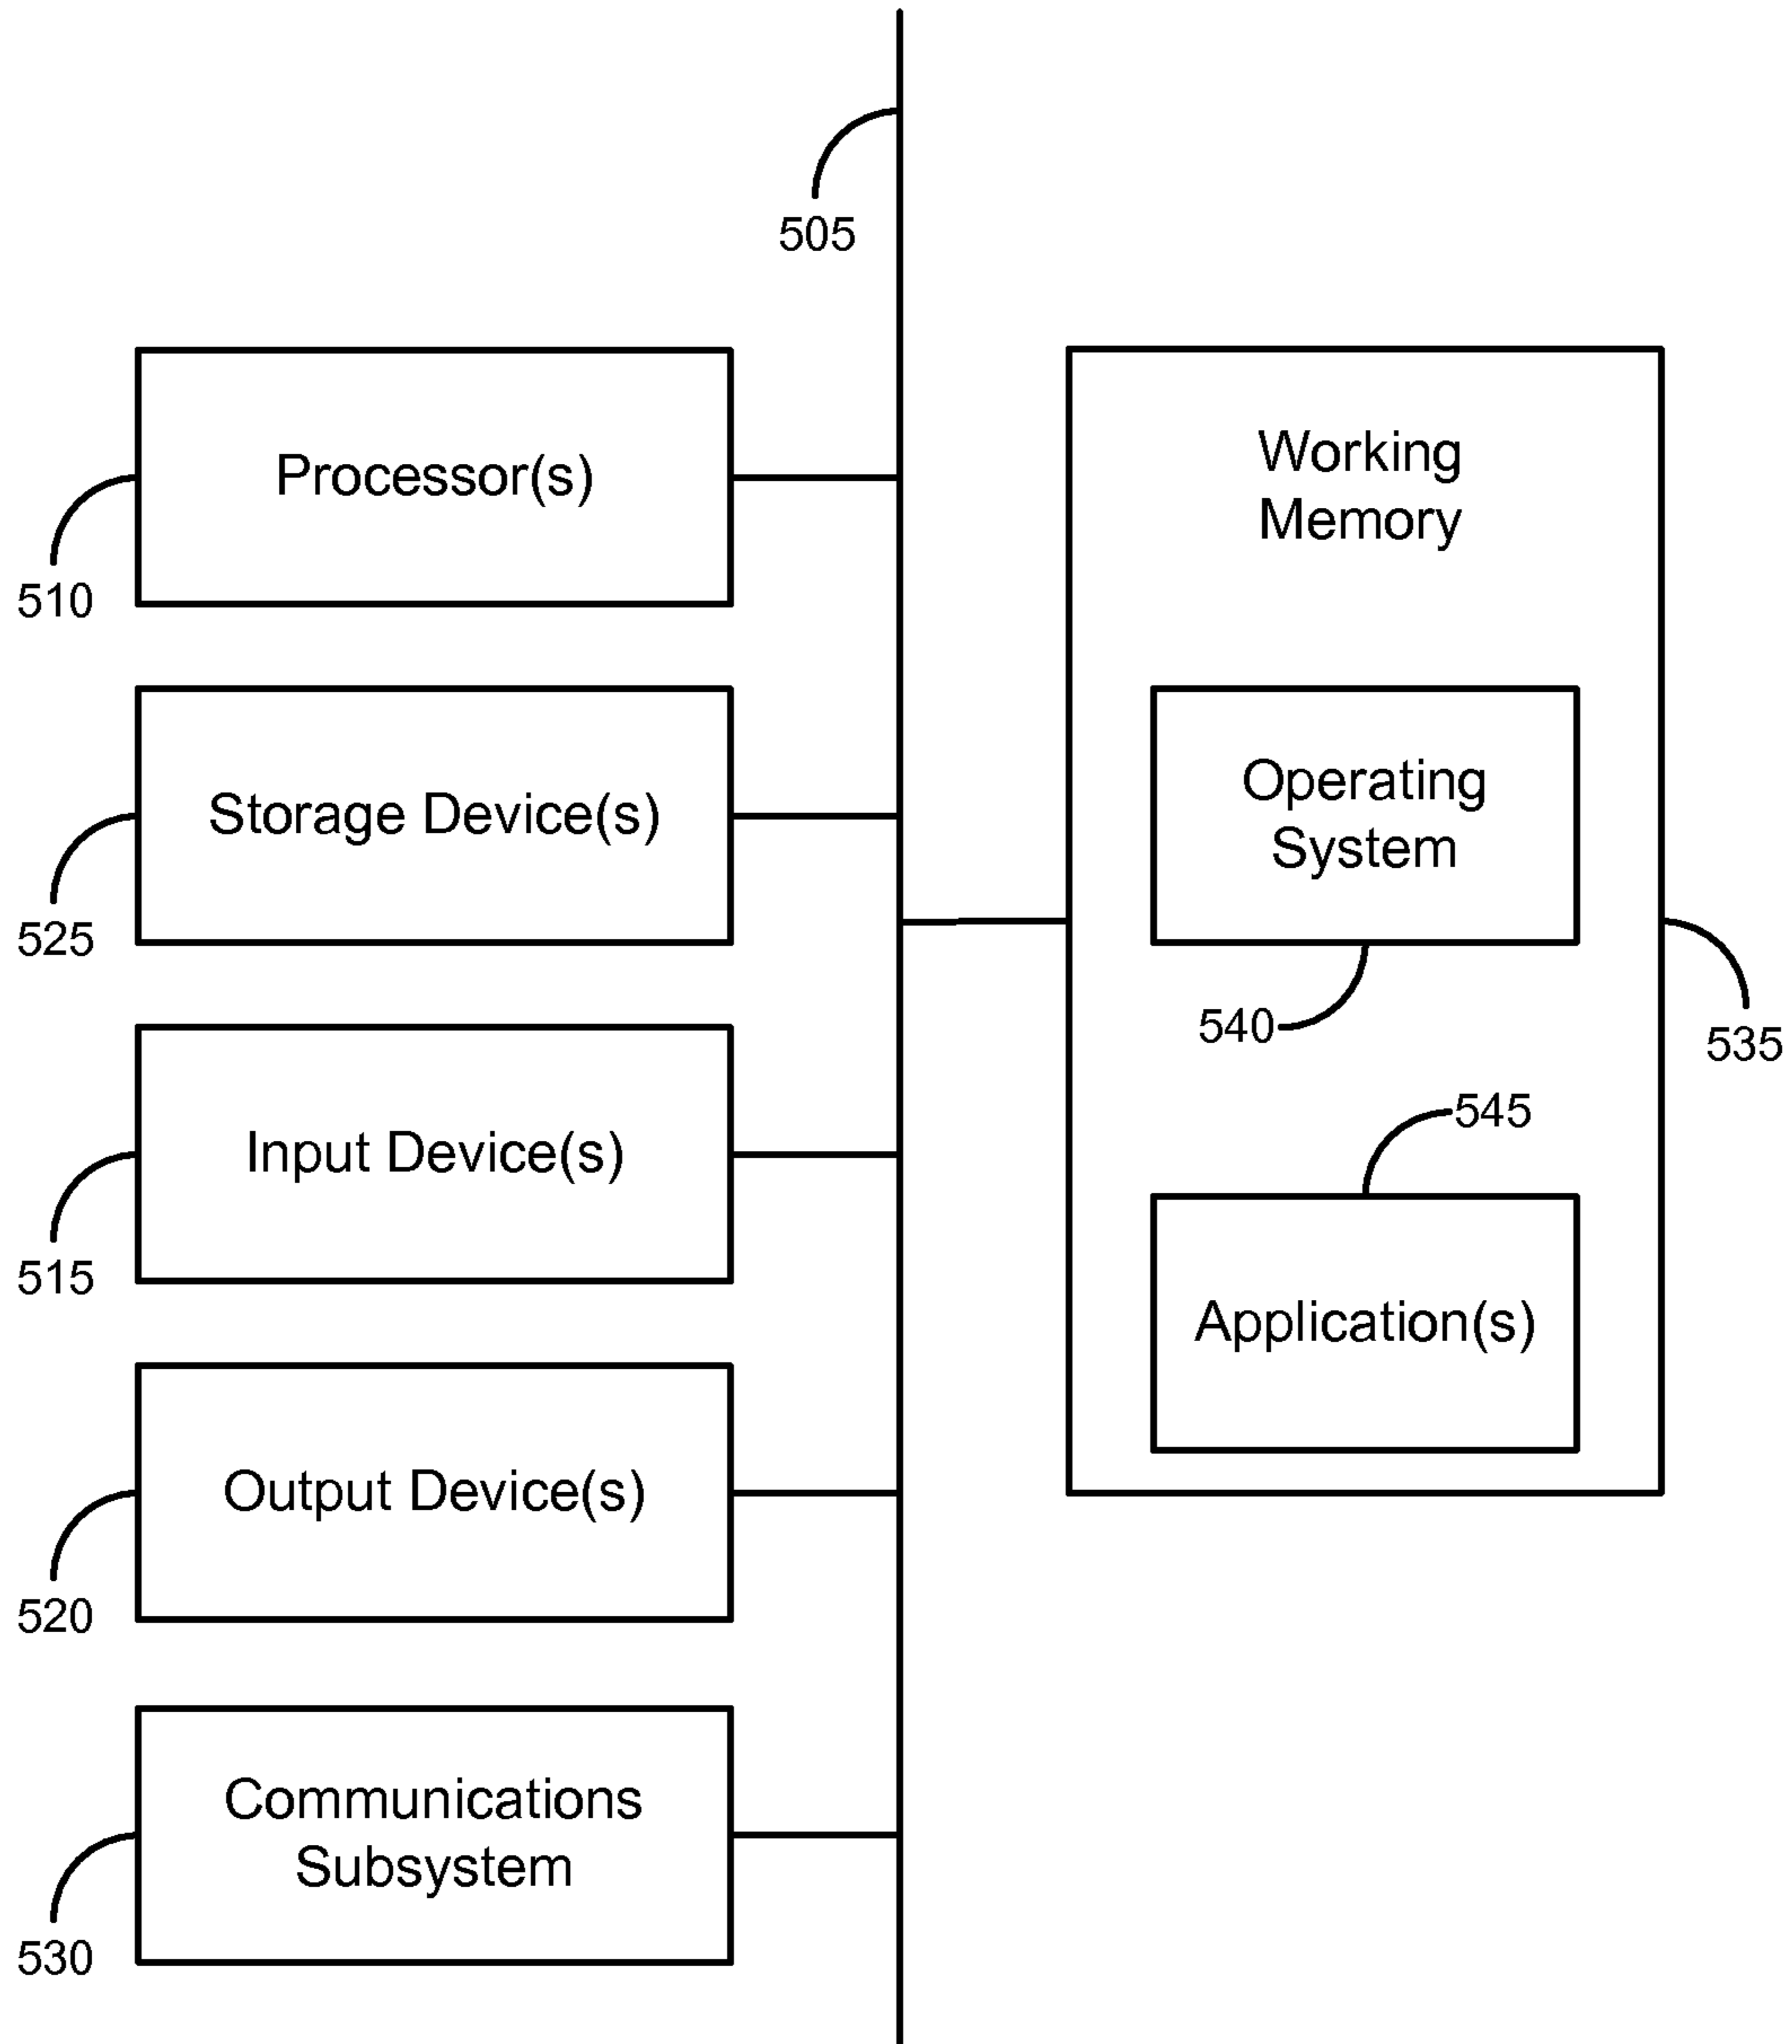 505
Processor(s)
510
Storage Device(s)
525
Input Device(s)
515
Output Device(s)
520
Communications
Subsystem
530
Working
Memory
Operating
System
540
535
545
Application(s)